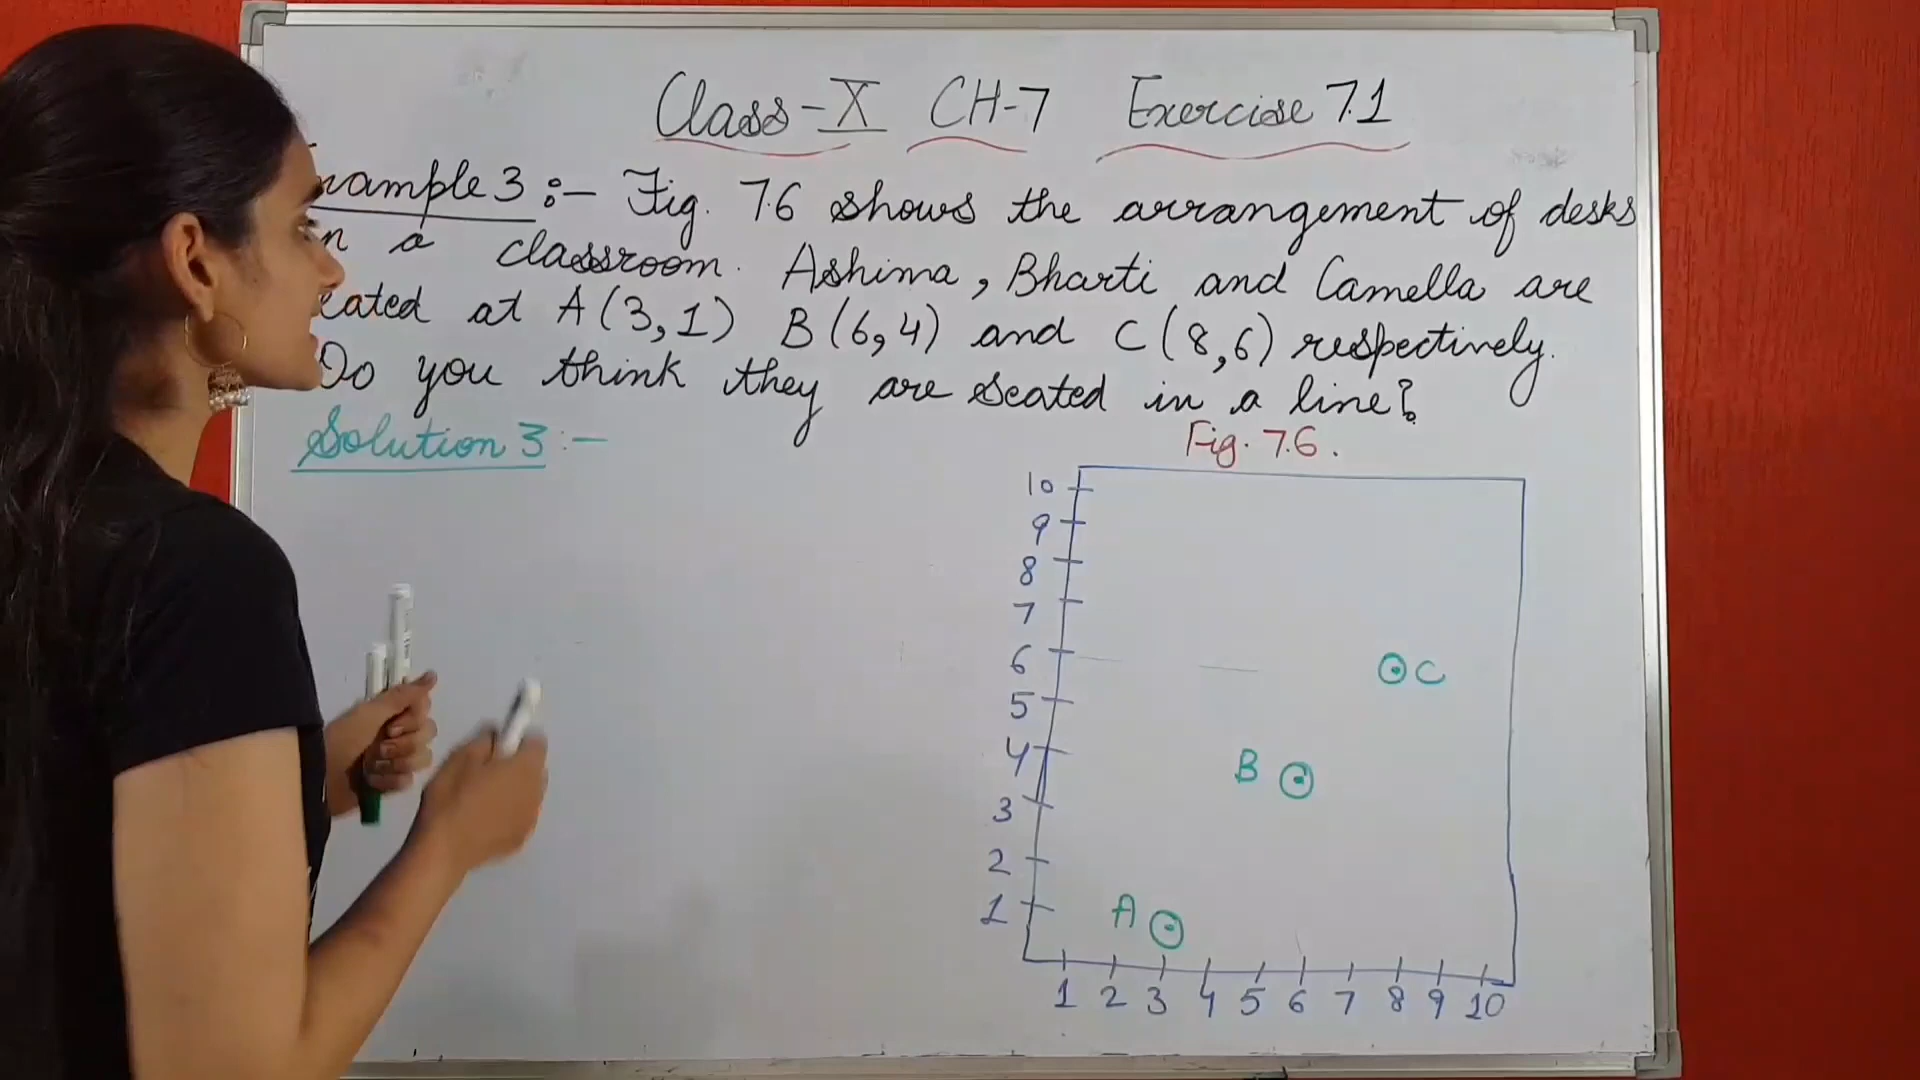 Class-X CH-7 Exercise 7.1
Example 3 :- Fig. 7.6 shows the arrangement of desks
in a classroom. Ashima, Bharti and Camella are
seated at A(3,1) B(6,4) and C(8,6) respectively.
Do you think they are seated in a line?
Solution 3 :-
Fig. 7.6.
10
9
8
7
6
C
5
4
B
3
2
1
A
1 2 3 4 5 6 7 8 9 10